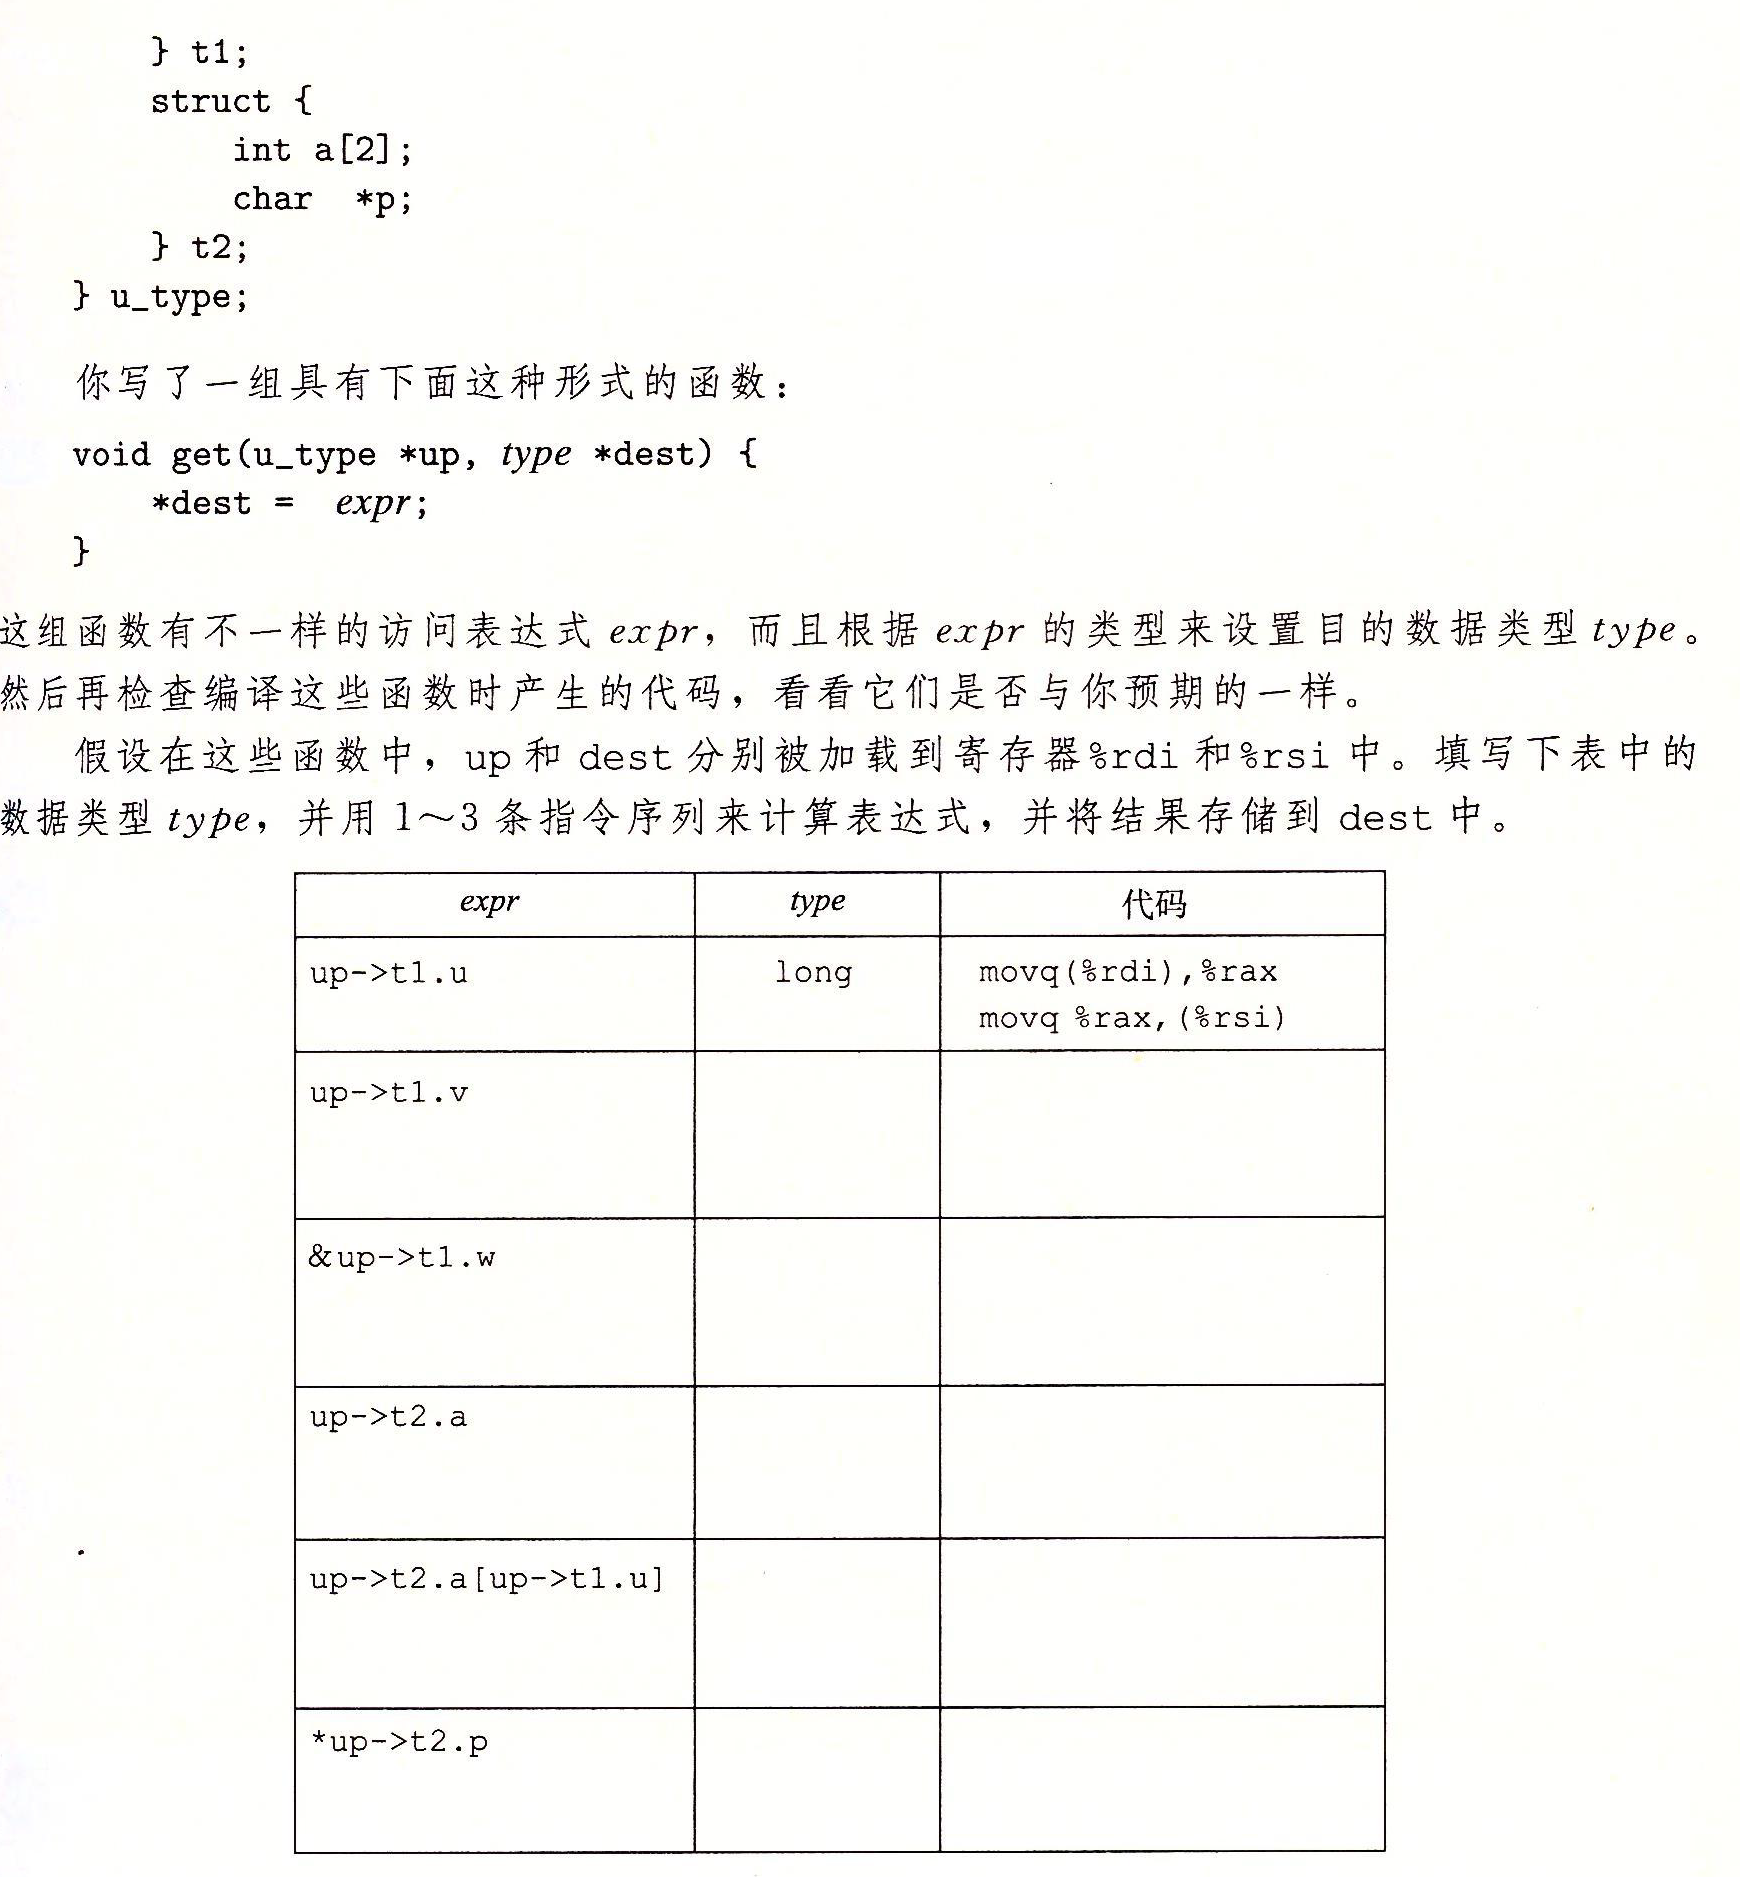 } t1;
struct {
int a[2];
char *p;
} t2;
} u_type;
你写了一组具有下面这种形式的函数：
void get(u_type *up, type *dest) {
*dest = expr;
}
这组函数有不一样的访问表达式 expr，而且根据 expr 的类型来设置目的数据类型 type。
然后再检查编译这些函数时产生的代码，看看它们是否与你预期的一样。
假设在这些函数中，up 和 dest 分别被加载到寄存器%rdi 和%rsi 中。填写下表中的
数据类型 type，并用 1～3 条指令序列来计算表达式，并将结果存储到 dest 中。
expr type 代码
up->t1.u long movq(%rdi),%rax
movq %rax,(%rsi)
up->t1.v
&up->t1.w
up->t2.a
up->t2.a[up->t1.u]
*up->t2.p